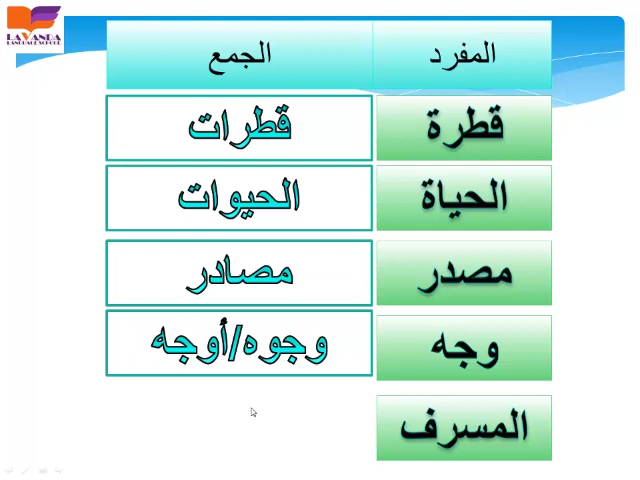 LAVANDA
LANGUAGE SCHOOL
المفرد الجمع
قطرة قطرات
الحياة الحيوات
مصدر مصادر
وجه وجوه/أوجه
المسرف